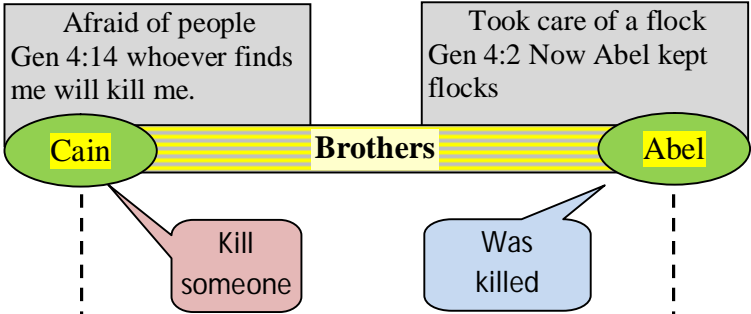 Afraid of people
Gen 4:14 whoever finds
me will kill me.
Took care of a flock
Gen 4:2 Now Abel kept
flocks
Cain
Brothers
Abel
Kill
someone
Was
killed